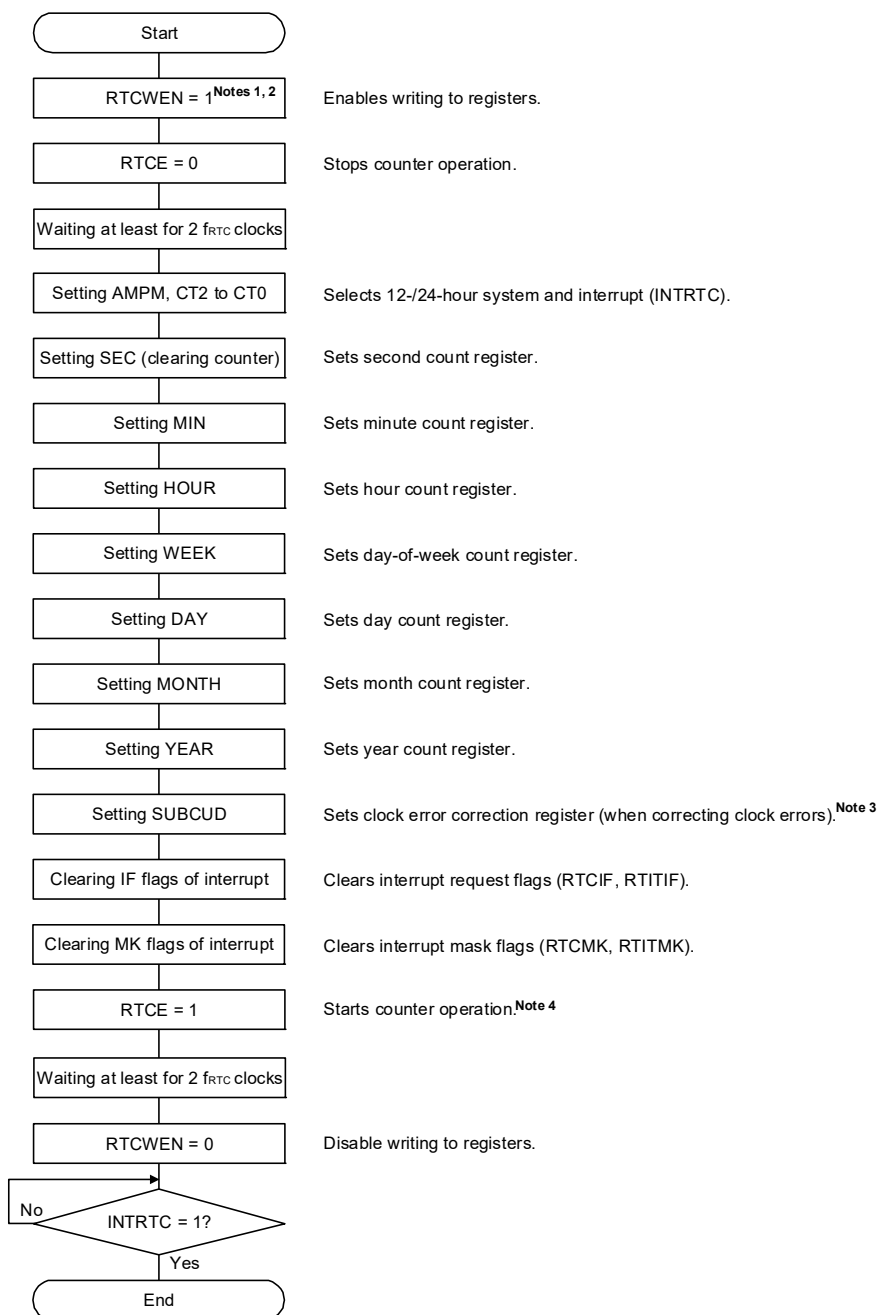 Start
RTCWEN = 1Notes 1, 2 Enables writing to registers.
RTCE = 0 Stops counter operation.
Waiting at least for 2 fRTC clocks
Setting AMPM, CT2 to CT0 Selects 12-/24-hour system and interrupt (INTRTC).
Setting SEC (clearing counter) Sets second count register.
Setting MIN Sets minute count register.
Setting HOUR Sets hour count register.
Setting WEEK Sets day-of-week count register.
Setting DAY Sets day count register.
Setting MONTH Sets month count register.
Setting YEAR Sets year count register.
Setting SUBCUD Sets clock error correction register (when correcting clock errors).Note 3
Clearing IF flags of interrupt Clears interrupt request flags (RTCIF, RTITIF).
Clearing MK flags of interrupt Clears interrupt mask flags (RTCMK, RTITMK).
RTCE = 1 Starts counter operation.Note 4
Waiting at least for 2 fRTC clocks
RTCWEN = 0 Disable writing to registers.
No
INTRTC = 1?
Yes
End